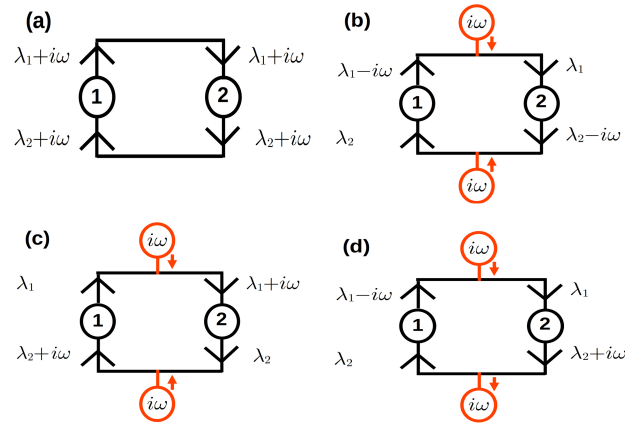 (a)
λ₁+iω
λ₁+iω
1
2
λ₂+iω
λ₂+iω
(b)
iω
λ₁−iω
λ₁
1
2
λ₂
λ₂−iω
iω
(c)
iω
λ₁
λ₁+iω
1
2
λ₂+iω
λ₂
iω
(d)
iω
λ₁−iω
λ₁
1
2
λ₂
λ₂+iω
iω